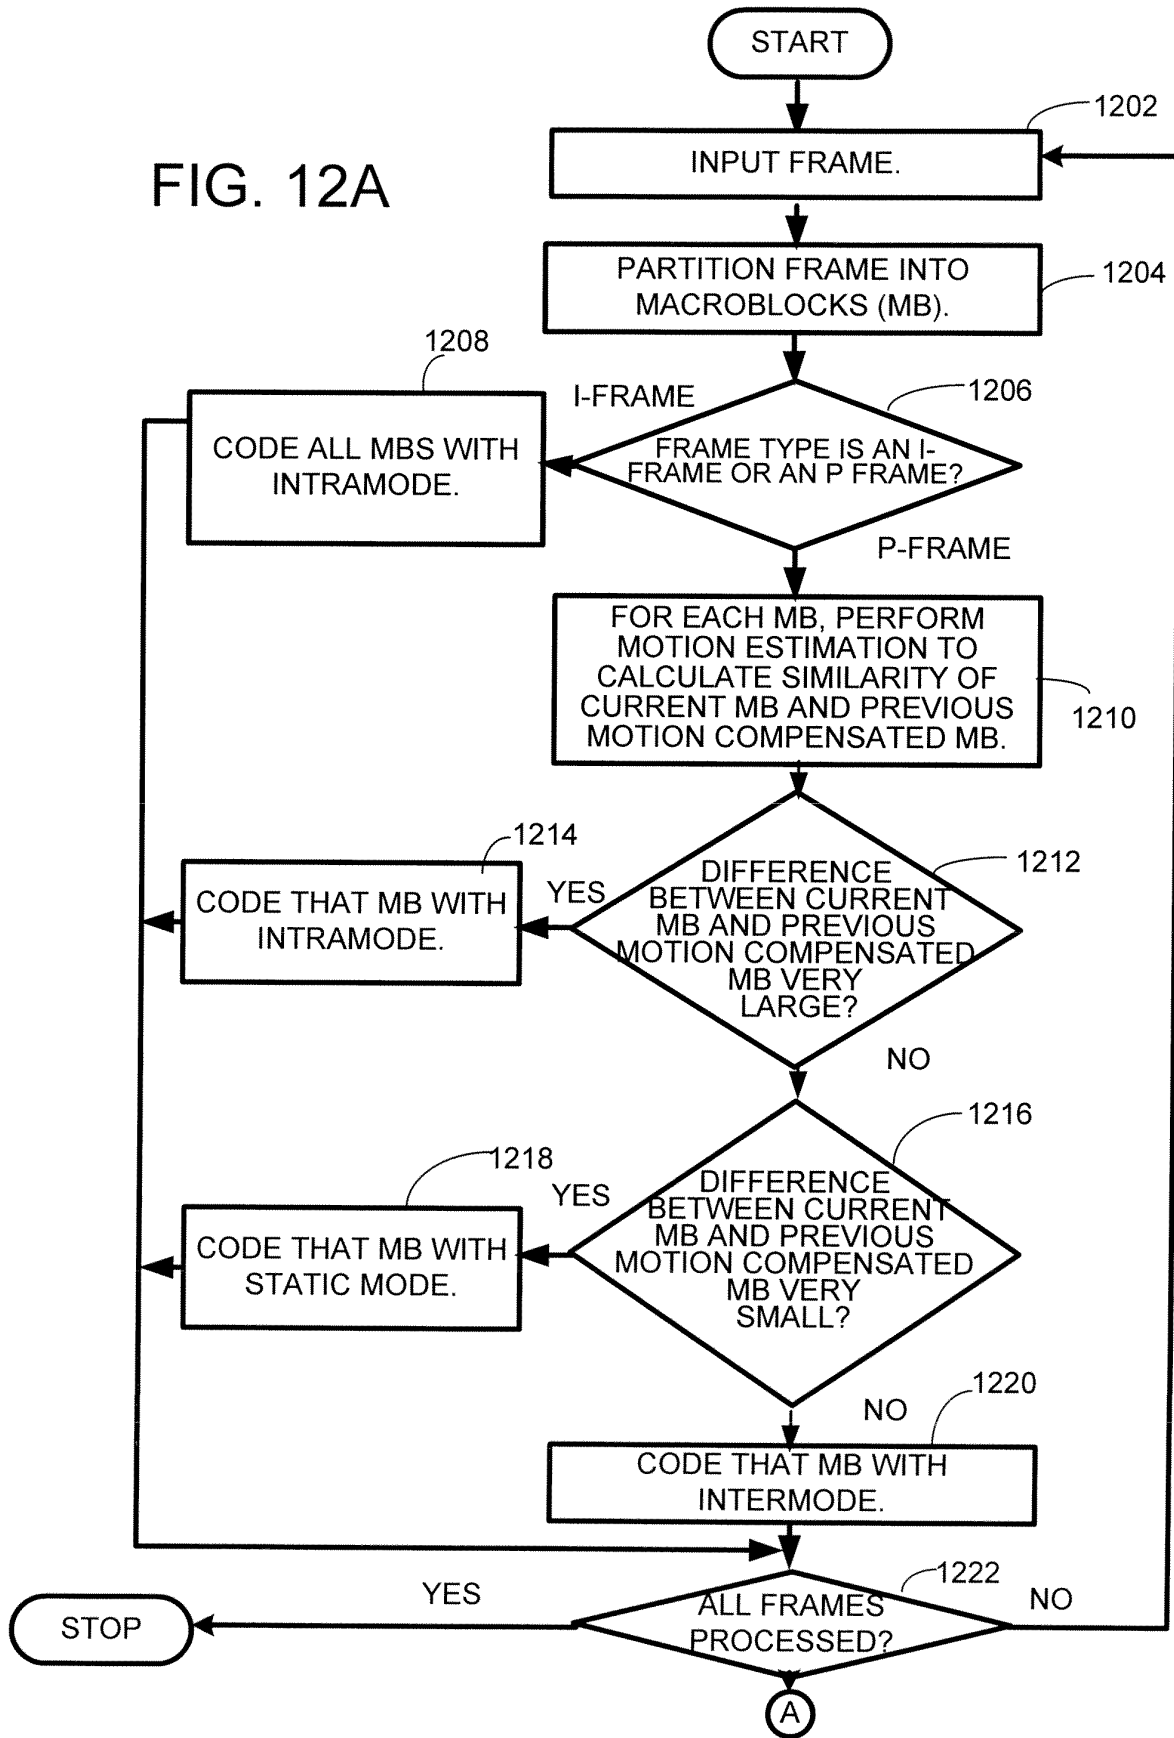 START
1202
INPUT FRAME.
FIG. 12A
PARTITION FRAME INTO
MACROBLOCKS (MB).
1204
1208
I-FRAME
1206
CODE ALL MBS WITH
INTRAMODE.
FRAME TYPE IS AN I-
FRAME OR AN P FRAME?
P-FRAME
FOR EACH MB, PERFORM
MOTION ESTIMATION TO
CALCULATE SIMILARITY OF
CURRENT MB AND PREVIOUS
MOTION COMPENSATED MB.
1210
1214
1212
YES
CODE THAT MB WITH
INTRAMODE.
DIFFERENCE
BETWEEN CURRENT
MB AND PREVIOUS
MOTION COMPENSATED
MB VERY
LARGE?
NO
1216
1218
YES
CODE THAT MB WITH
STATIC MODE.
DIFFERENCE
BETWEEN CURRENT
MB AND PREVIOUS
MOTION COMPENSATED
MB VERY
SMALL?
NO
1220
CODE THAT MB WITH
INTERMODE.
1222
YES
ALL FRAMES
PROCESSED?
NO
STOP
A